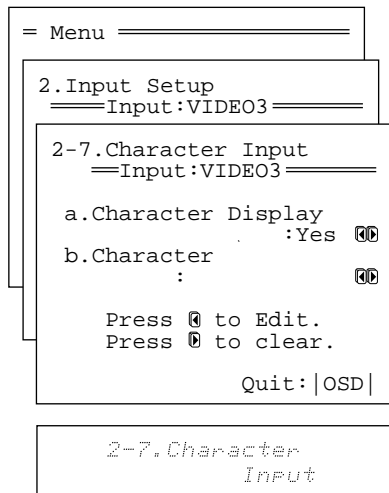 Menu
2.Input Setup
Input:VIDEO3
2-7.Character Input
Input:VIDEO3
a.Character Display
:Yes
b.Character
:
Press to Edit.
Press to clear.
Quit:|OSD|
2-7.Character
Input